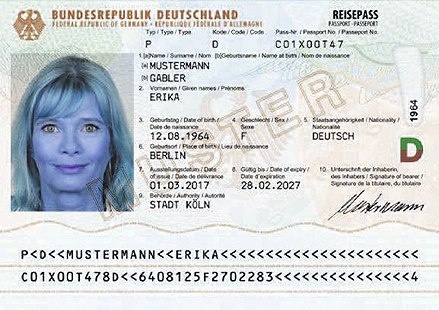 BUNDESREPUBLIK DEUTSCHLAND
FEDERAL REPUBLIC OF GERMANY · RÉPUBLIQUE FÉDÉRALE D'ALLEMAGNE
REISEPASS
Typ / Type / Type Kode / Code / Code Pass-Nr. / Passport No. / Passeport No.
P D C01X00T47
1.[a]Name / Surname / Nom [b]Geburtsname / Name at birth / Nom de naissance
[a] MUSTERMANN
[b] GABLER
2. Vornamen / Given names / Prénoms
ERIKA
3. Geburtstag / Date of birth / Date de naissance
4. Geschlecht / Sex / Sexe
5. Staatsangehörigkeit / Nationality / Nationalité
12.08.1964 F DEUTSCH
6. Geburtsort / Place of birth / Lieu de naissance
BERLIN
7. Ausstellungsdatum / Date of issue / Date de délivrance
8. Gültig bis / Date of expiry / Date d'expiration
10. Unterschrift der Inhaberin, des Inhabers / Signature of bearer / Signature de la titulaire, du titulaire
01.03.2017 28.02.2027
9. Behörde / Authority / Autorité
STADT KÖLN
Mustermann
1964
D
MUSTER
P<D<<MUSTERMANN<<ERIKA<<<<<<<<<<<<<<<<<<<<<<
C01X00T478D<<6408125F2702283<<<<<<<<<<<<<<<4